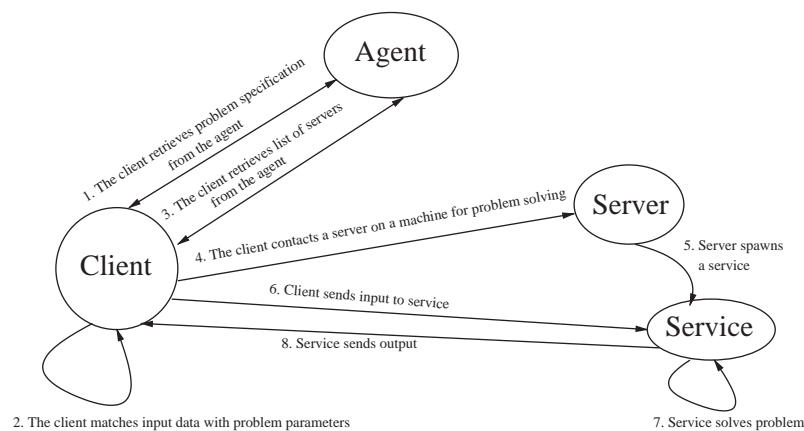 Agent
1. The client retrieves problem specification
from the agent
3. The client retrieves list of servers
from the agent
Server
4. The client contacts a server on a machine for problem solving
Client
5. Server spawns
a service
6. Client sends input to service
Service
8. Service sends output
2. The client matches input data with problem parameters
7. Service solves problem